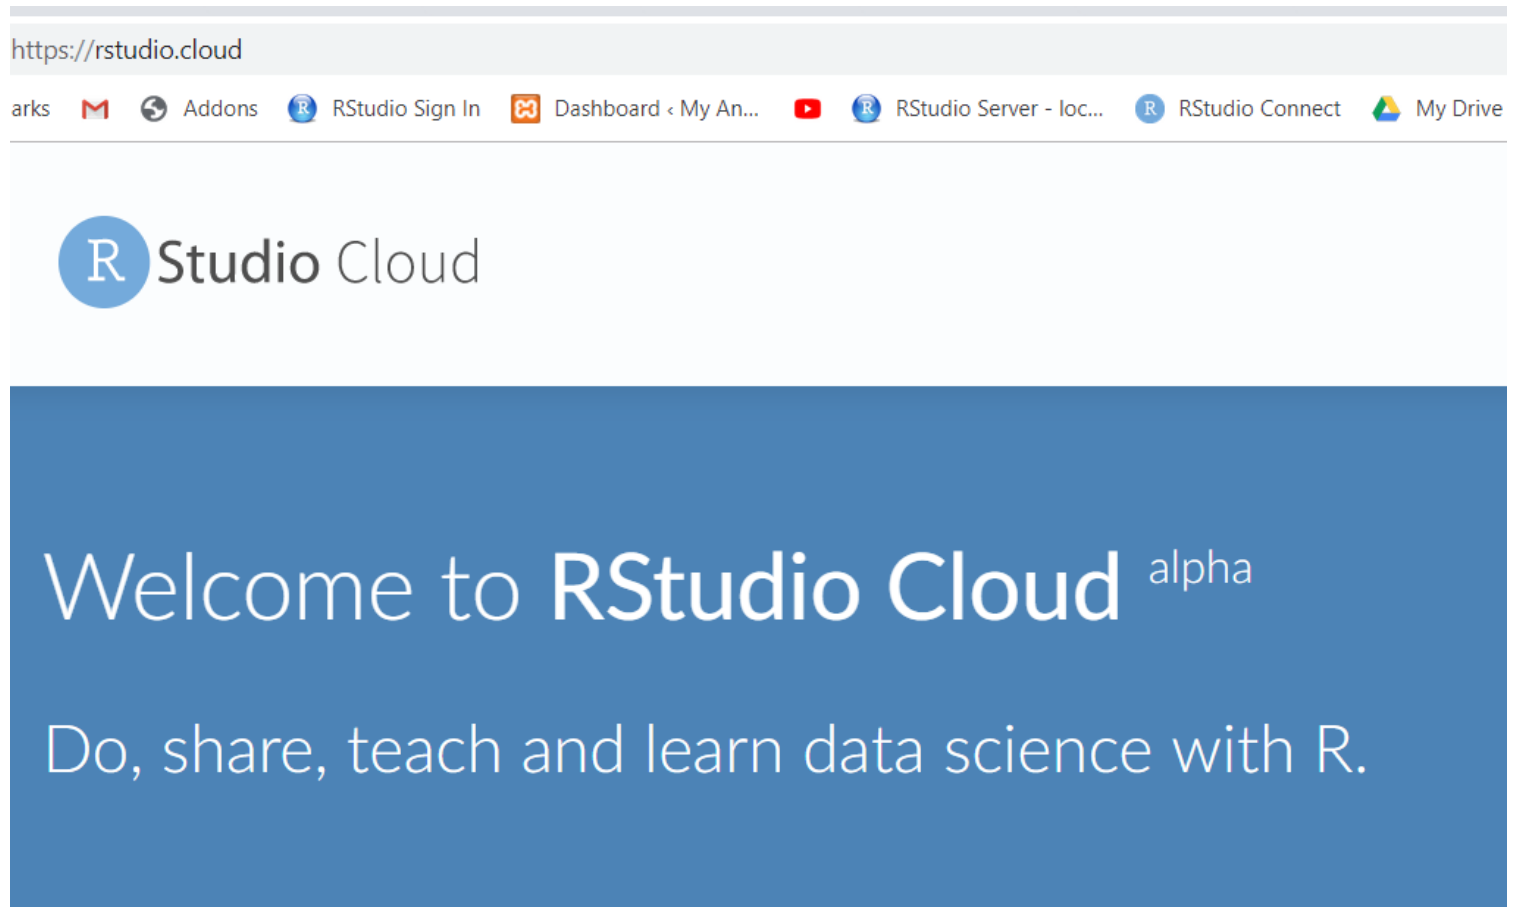 https://rstudio.cloud
arks Addons RStudio Sign In Dashboard ‹ My An... RStudio Server - loc... RStudio Connect My Drive
R Studio Cloud
Welcome to RStudio Cloud alpha
Do, share, teach and learn data science with R.